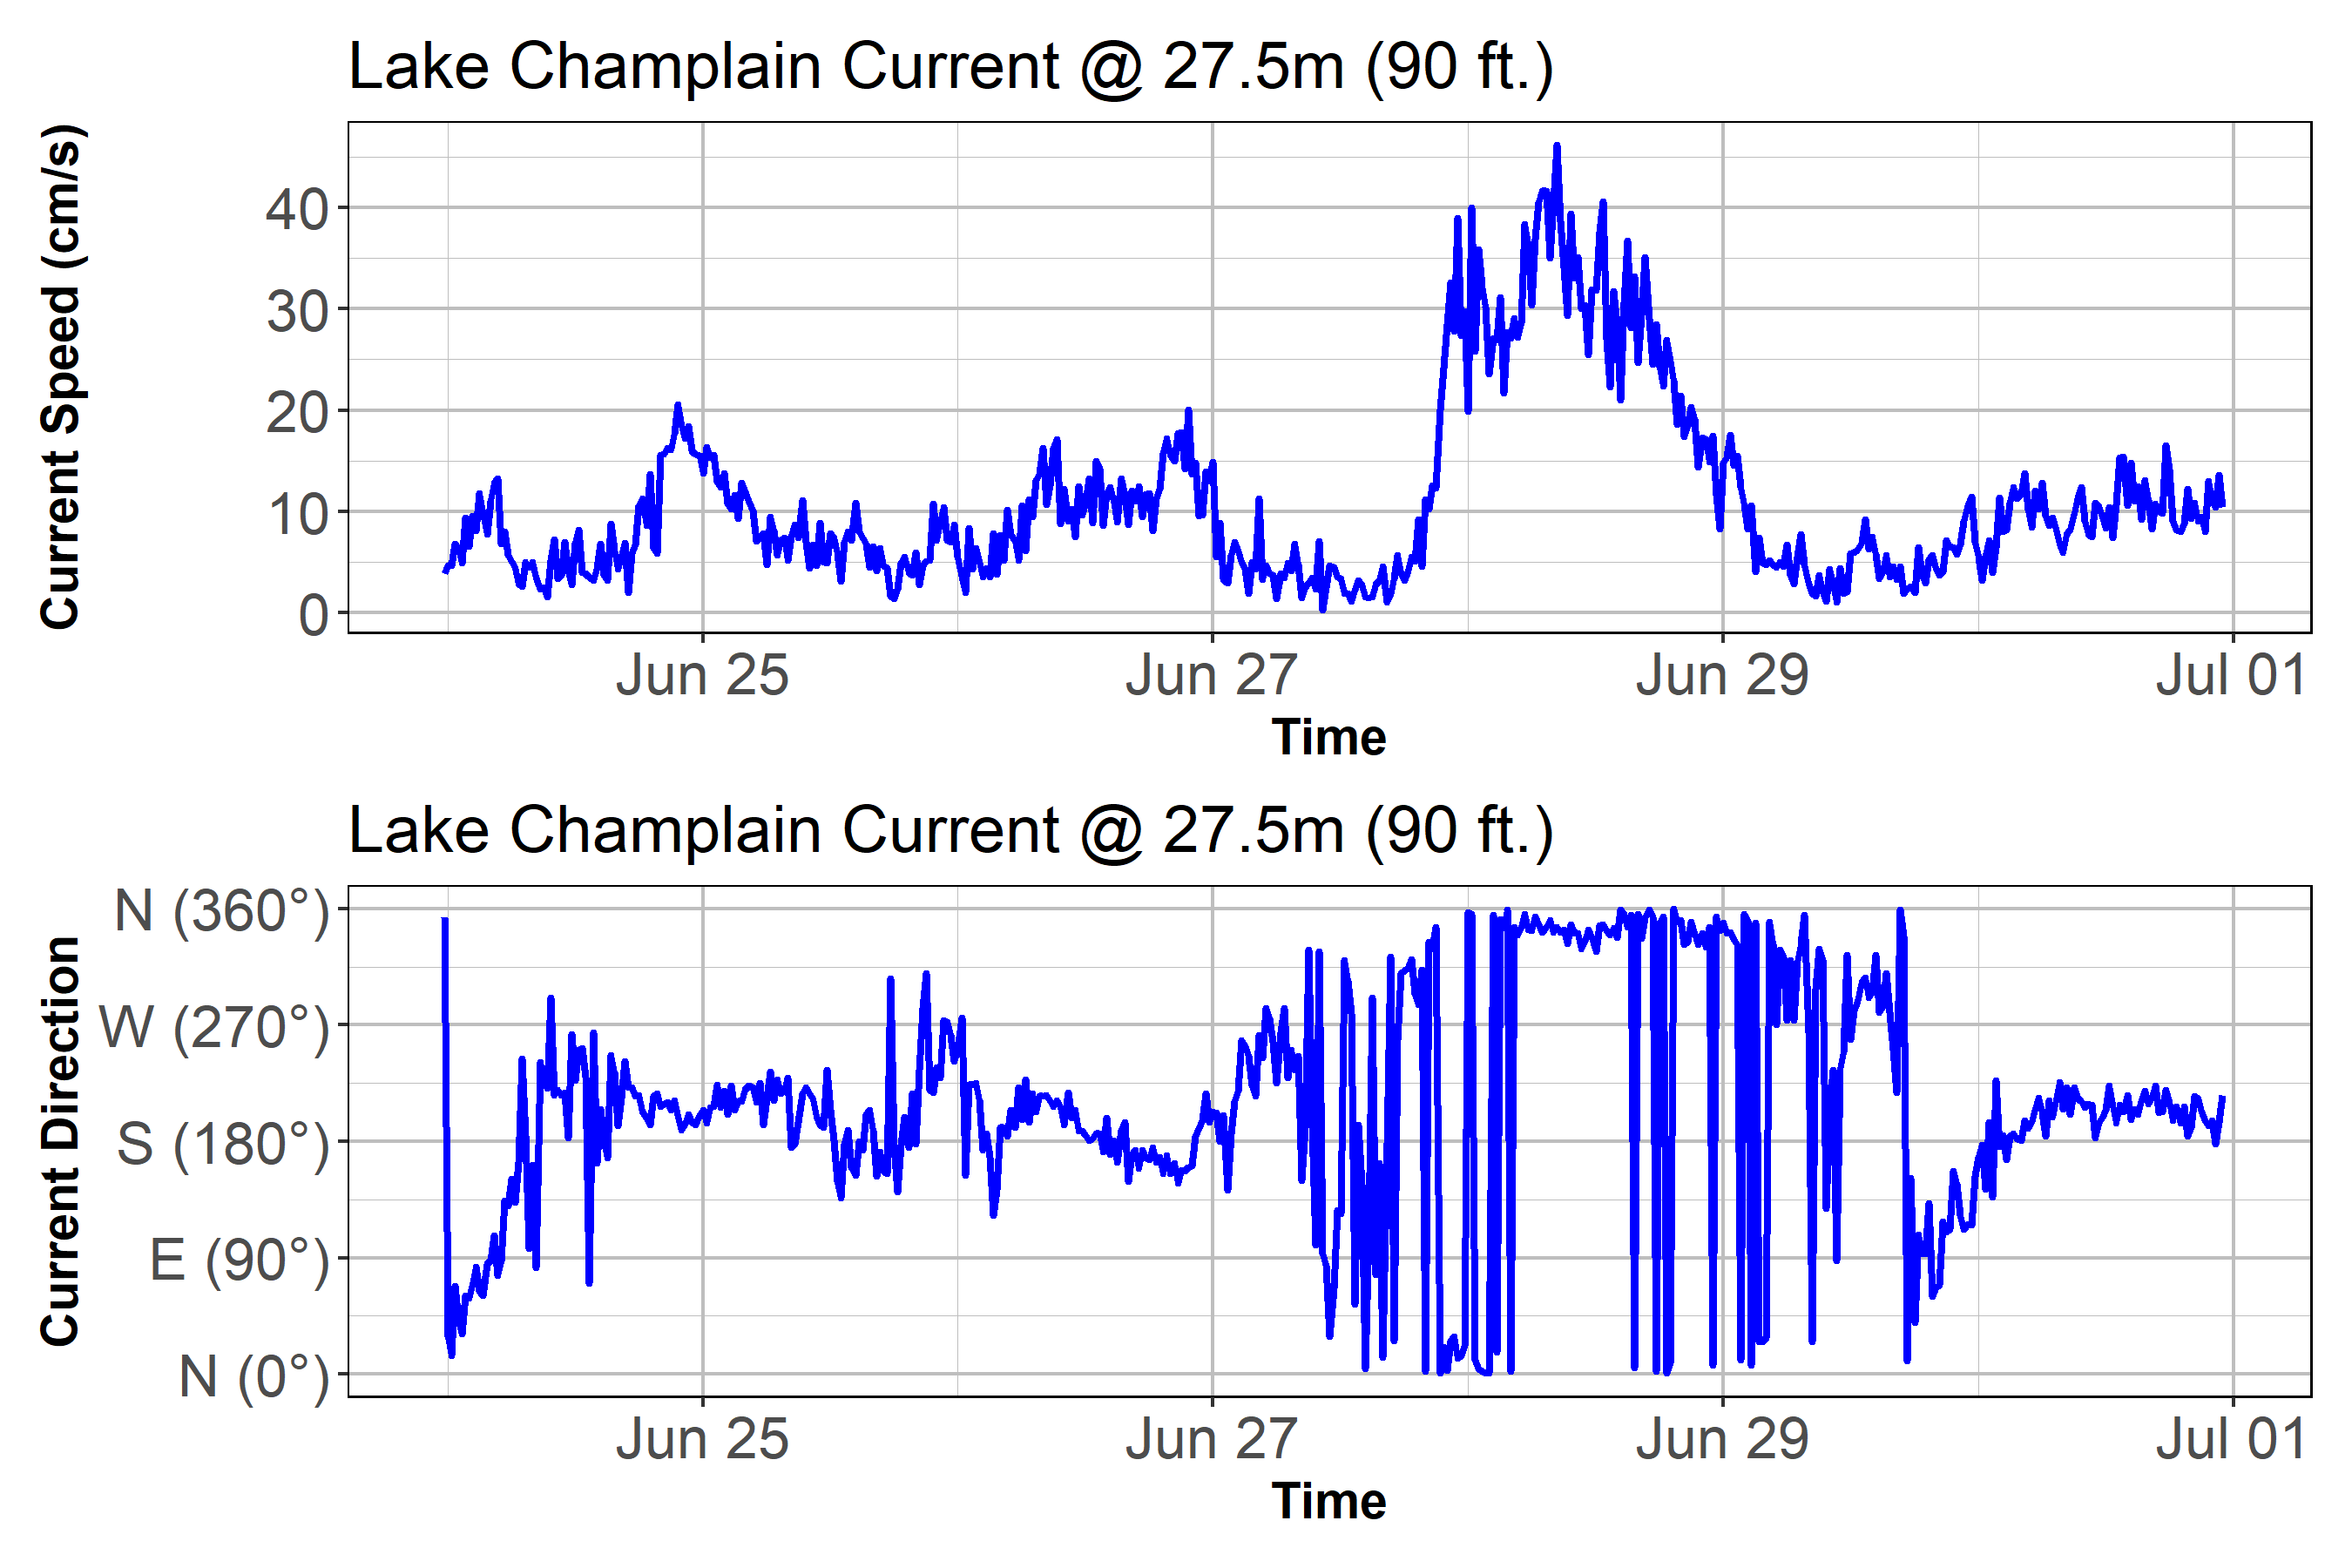 Lake Champlain Current @ 27.5m (90 ft.)
Current Speed (cm/s)
40
30
20
10
0
Jun 25 Jun 27 Jun 29 Jul 01
Time
Lake Champlain Current @ 27.5m (90 ft.)
Current Direction
N (360°)
W (270°)
S (180°)
E (90°)
N (0°)
Jun 25 Jun 27 Jun 29 Jul 01
Time